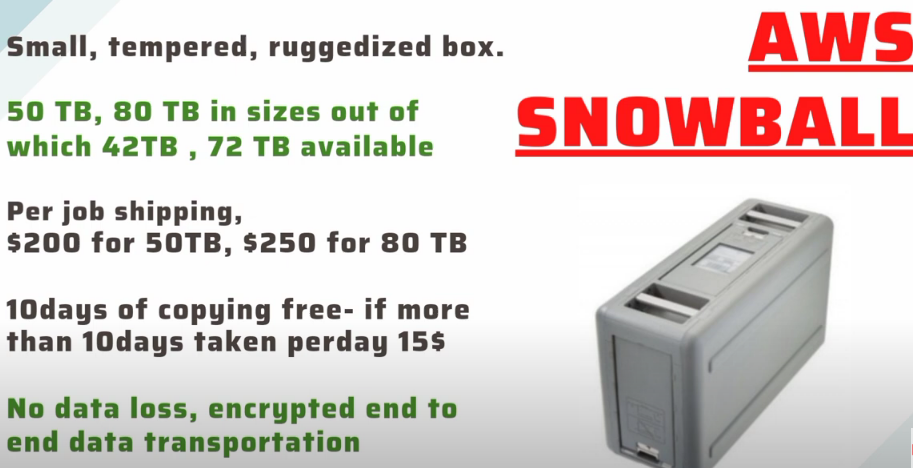 AWS
SNOWBALL
Small, tempered, ruggedized box.
50 TB, 80 TB in sizes out of
which 42TB , 72 TB available
Per job shipping,
$200 for 50TB, $250 for 80 TB
10days of copying free- if more
than 10days taken perday 15$
No data loss, encrypted end to
end data transportation